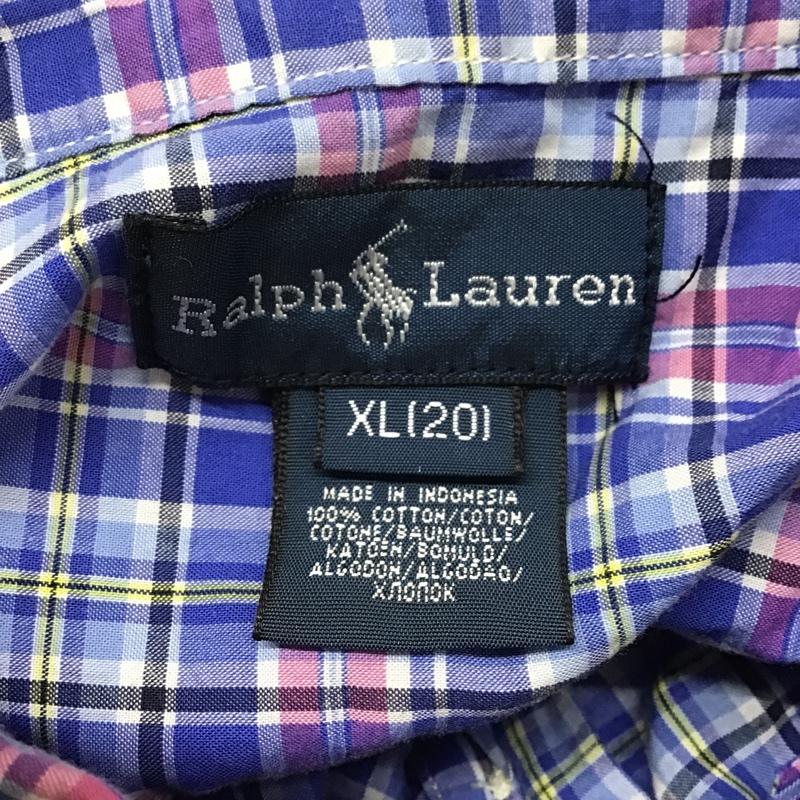 Ralph Lauren
XL(20)
MADE IN INDONESIA
100% COTTON/COTON/
COTONE/BAUMWOLLE/
KATOEN/BOMULD/
ALGODON/ALGODAO/
ХЛОПОК